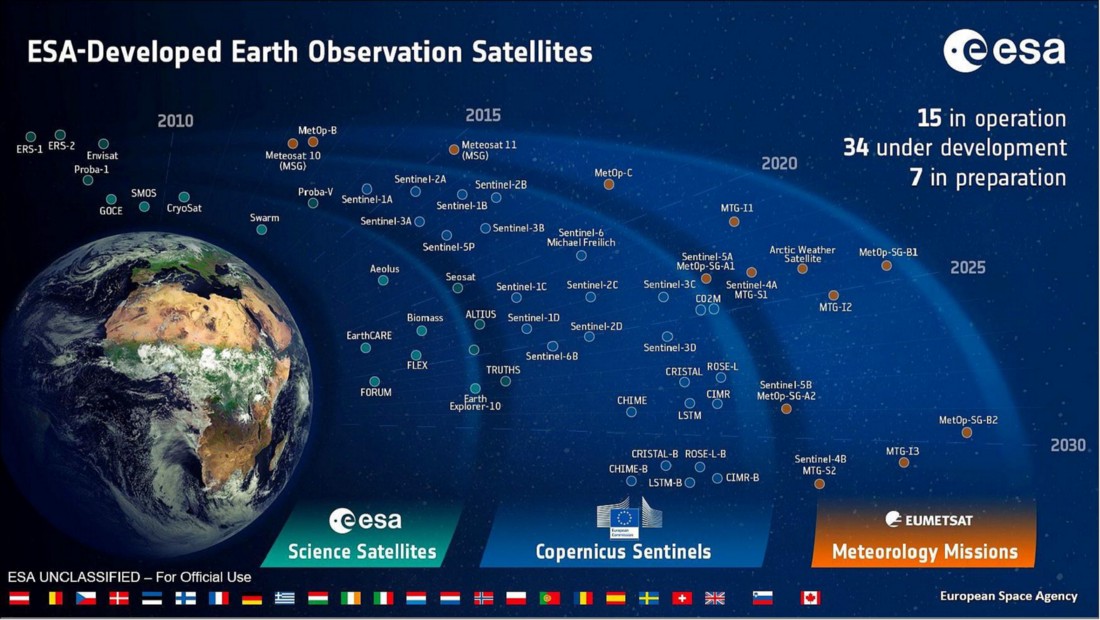 ESA-Developed Earth Observation Satellites
esa
15 in operation
34 under development
7 in preparation
2010
2015
2020
2025
2030
ERS-1
ERS-2
Envisat
Proba-1
GOCE
SMOS
CryoSat
Swarm
MetOp-B
Meteosat 10
(MSG)
Meteosat 11
(MSG)
MetOp-C
Proba-V
Sentinel-1A
Sentinel-2A
Sentinel-1B
Sentinel-2B
Sentinel-3A
Sentinel-3B
Sentinel-5P
Sentinel-6
Michael Freilich
MTG-I1
Arctic Weather
Satellite
MetOp-SG-B1
Sentinel-5A
MetOp-SG-A1
Sentinel-4A
MTG-S1
MTG-I2
Aeolus
Seosat
Sentinel-1C
Sentinel-2C
Sentinel-3C
CO2M
Biomass
ALTIUS
Sentinel-1D
Sentinel-2D
EarthCARE
FLEX
Sentinel-6B
Sentinel-3D
FORUM
TRUTHS
Earth
Explorer-10
CRISTAL
ROSE-L
CHIME
LSTM
CIMR
Sentinel-5B
MetOp-SG-A2
MetOp-SG-B2
CRISTAL-B
ROSE-L-B
CHIME-B
LSTM-B
CIMR-B
Sentinel-4B
MTG-S2
MTG-I3
esa
Science Satellites
Copernicus Sentinels
EUMETSAT
Meteorology Missions
ESA UNCLASSIFIED – For Official Use
European Space Agency